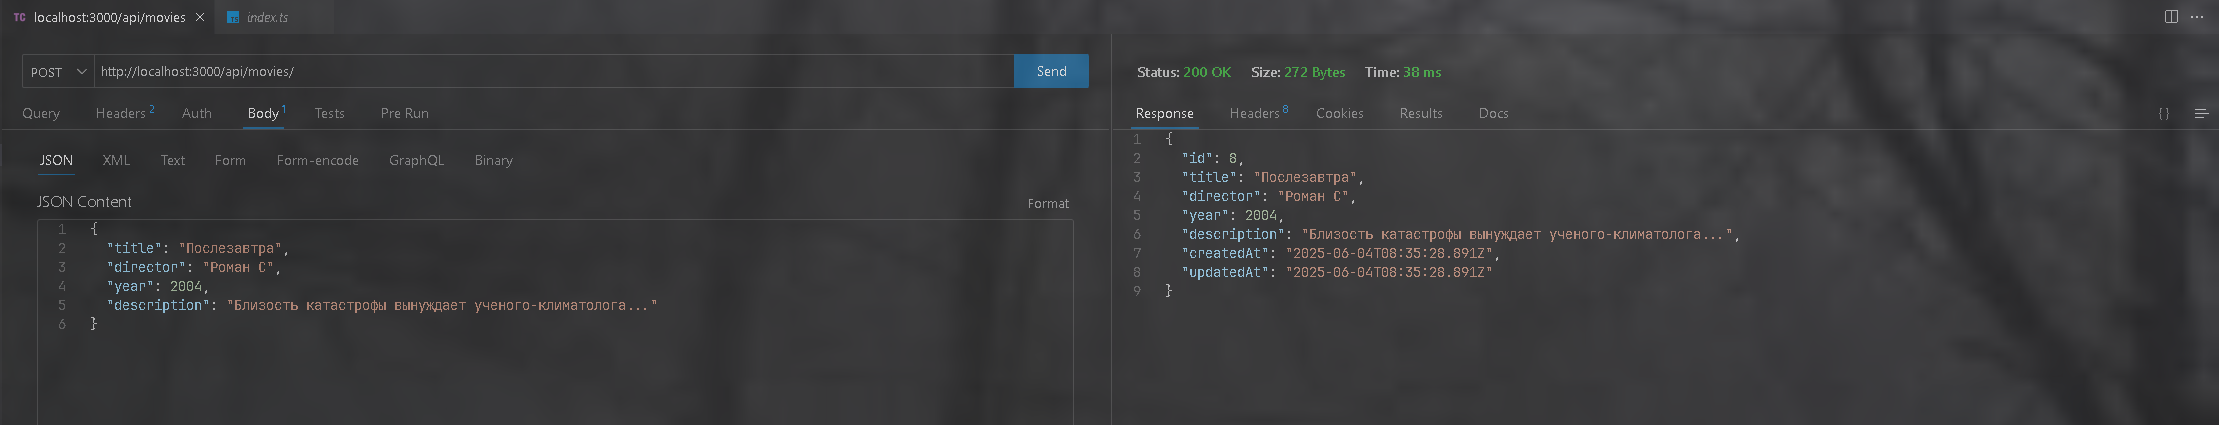 TC localhost:3000/api/movies
TS index.ts
POST http://localhost:3000/api/movies/ Send
Query Headers 2 Auth Body 1 Tests Pre Run
JSON XML Text Form Form-encode GraphQL Binary
JSON Content Format
1 {
2 "title": "Послезавтра",
3 "director": "Роман С",
4 "year": 2004,
5 "description": "Близость катастрофы вынуждает ученого-климатолога..."
6 }
Status: 200 OK Size: 272 Bytes Time: 38 ms
Response Headers 8 Cookies Results Docs { }
1 {
2 "id": 8,
3 "title": "Послезавтра",
4 "director": "Роман С",
5 "year": 2004,
6 "description": "Близость катастрофы вынуждает ученого-климатолога...",
7 "createdAt": "2025-06-04T08:35:28.891Z",
8 "updatedAt": "2025-06-04T08:35:28.891Z"
9 }